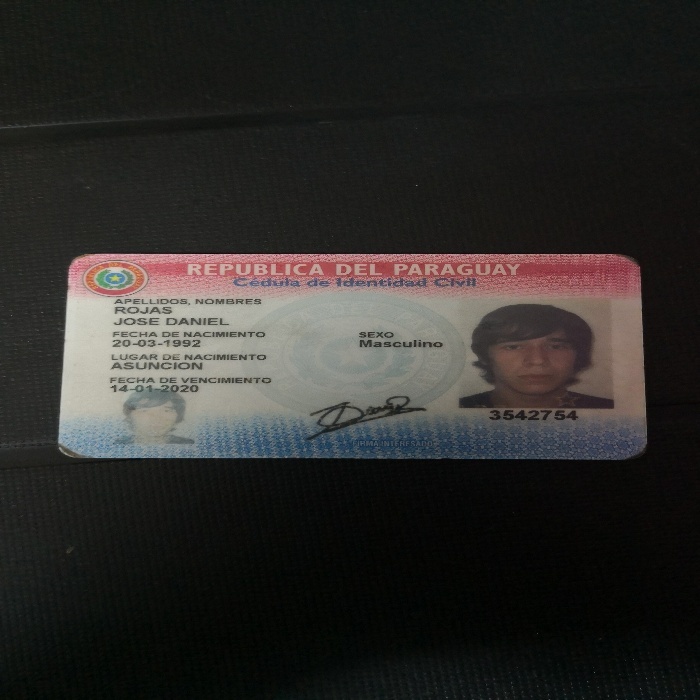 REPUBLICA DEL PARAGUAY
Cédula de Identidad Civil
APELLIDOS, NOMBRES
ROJAS
JOSE DANIEL
FECHA DE NACIMIENTO
20-03-1992
SEXO
Masculino
LUGAR DE NACIMIENTO
ASUNCION
FECHA DE VENCIMIENTO
14-01-2020
3542754
FIRMA INTERESADO